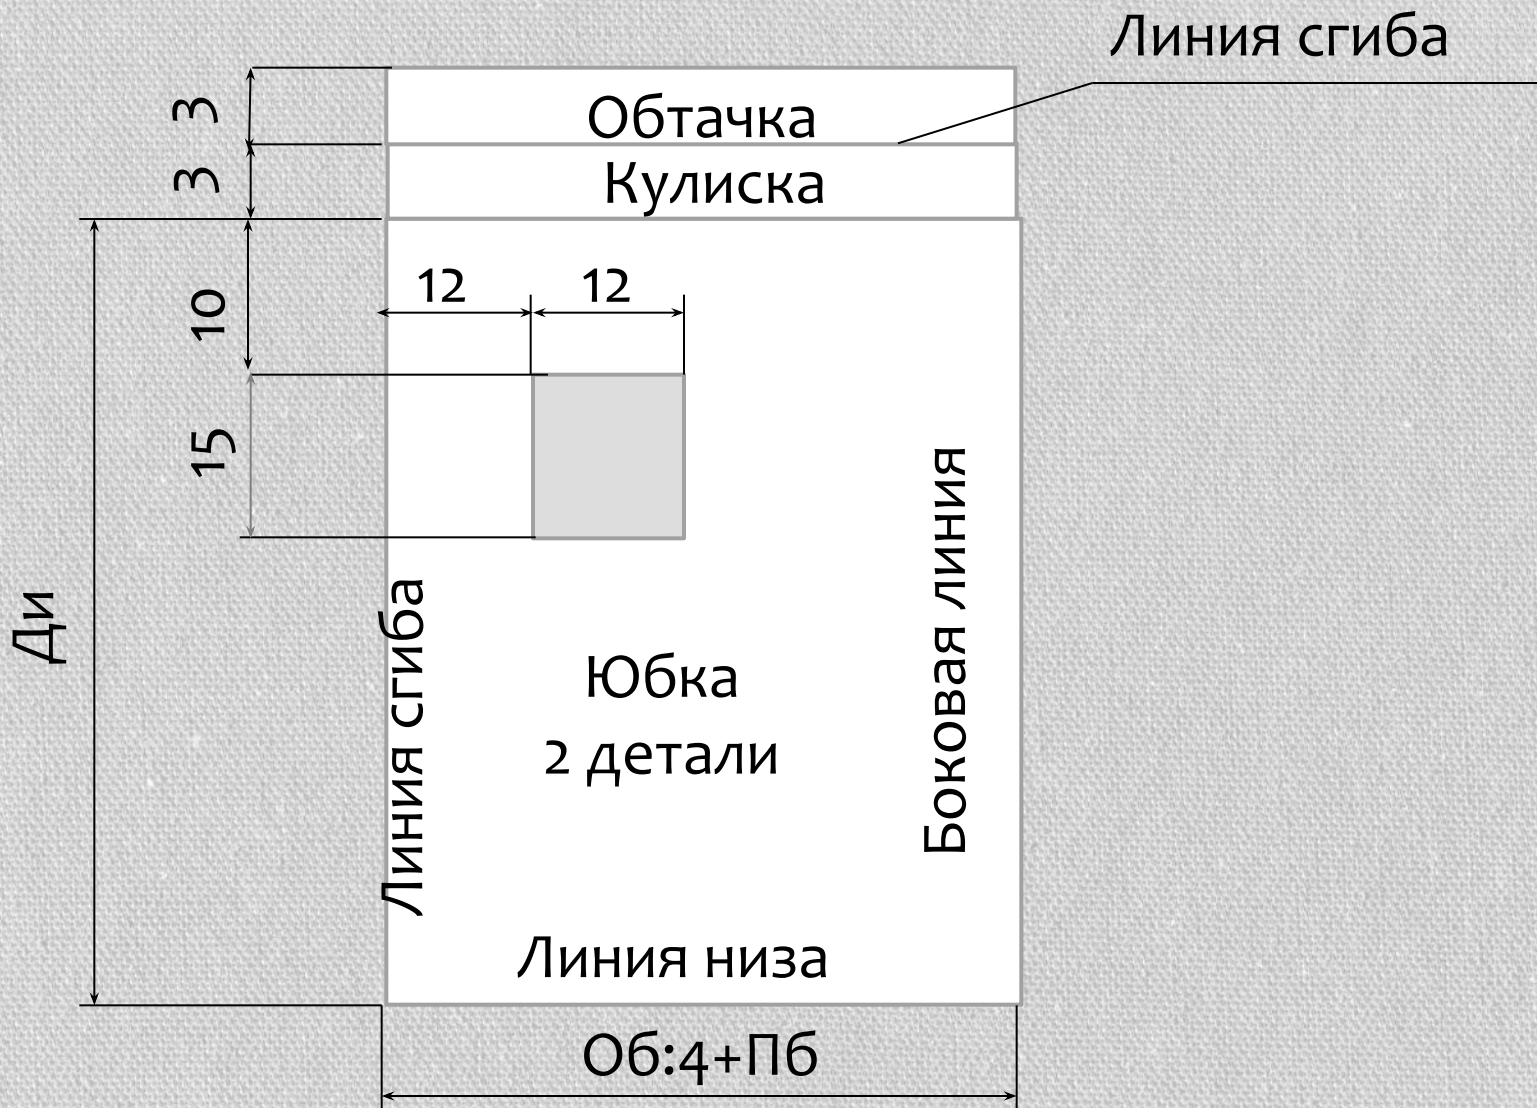 Линия сгиба
Обтачка
3
Кулиска
3
12
12
10
15
Ди
Линия сгиба
Боковая линия
Юбка
2 детали
Линия низа
Об:4+Пб